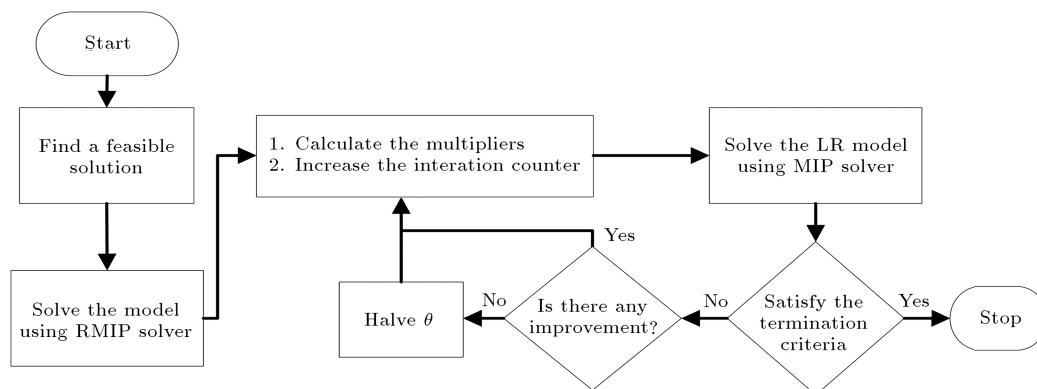 Start
Find a feasible
solution
Solve the model
using RMIP solver
1. Calculate the multipliers
2. Increase the interation counter
Solve the LR model
using MIP solver
Satisfy the
termination
criteria
Yes
Stop
No
Is there any
improvement?
Yes
No
Halve θ